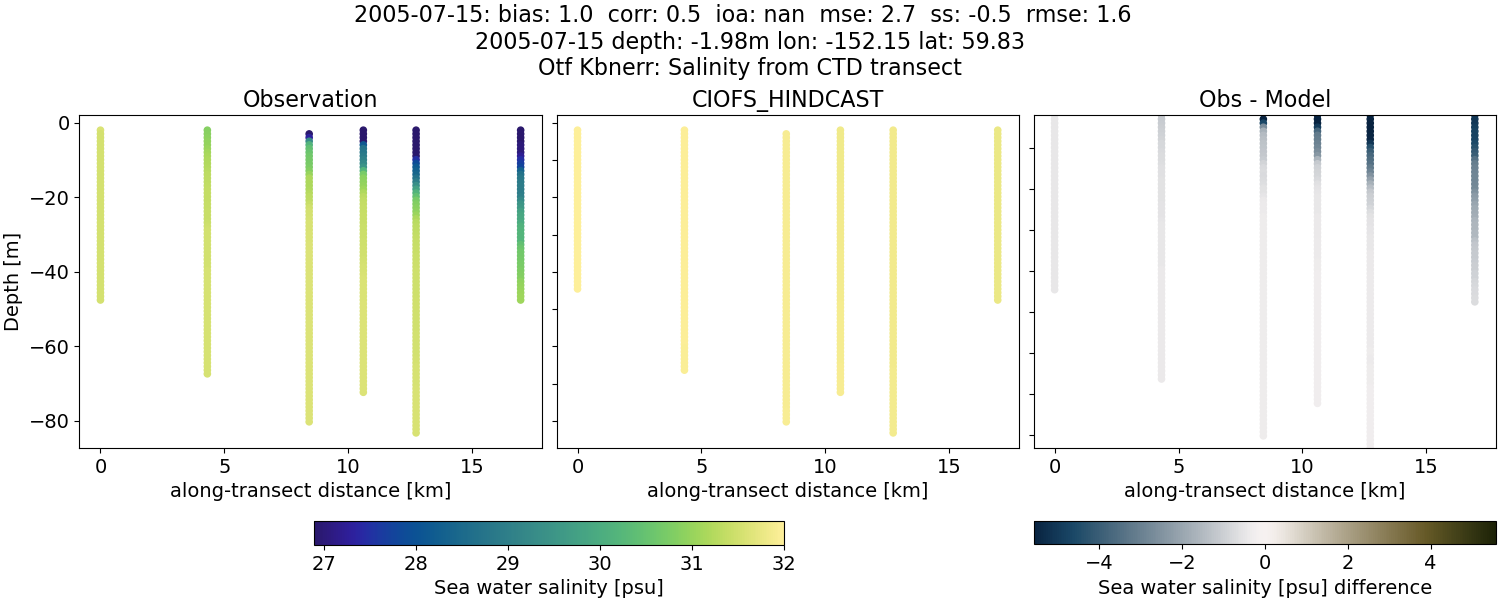 2005-07-15: bias: 1.0  corr: 0.5  ioa: nan  mse: 2.7  ss: -0.5  rmse: 1.6
2005-07-15 depth: -1.98m lon: -152.15 lat: 59.83
Otf Kbnerr: Salinity from CTD transect
Observation
CIOFS_HINDCAST
Obs - Model
Depth [m]
0
−20
−40
−60
−80
0 5 10 15
0 5 10 15
0 5 10 15
along-transect distance [km]
along-transect distance [km]
along-transect distance [km]
27 28 29 30 31 32
Sea water salinity [psu]
−4 −2 0 2 4
Sea water salinity [psu] difference